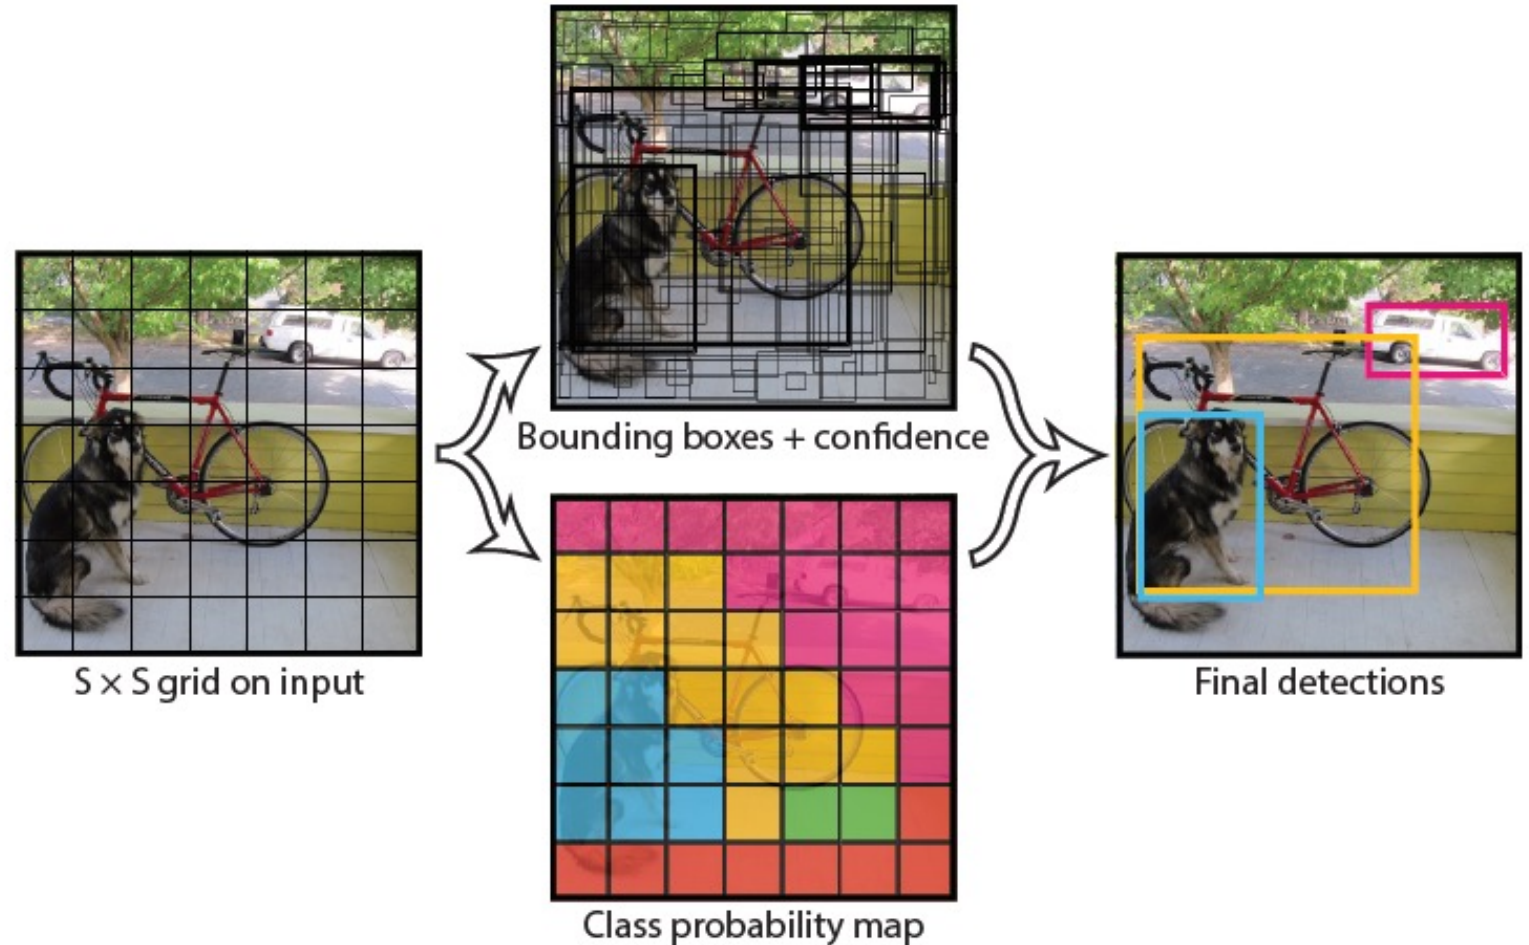 S × S grid on input
Bounding boxes + confidence
Class probability map
Final detections